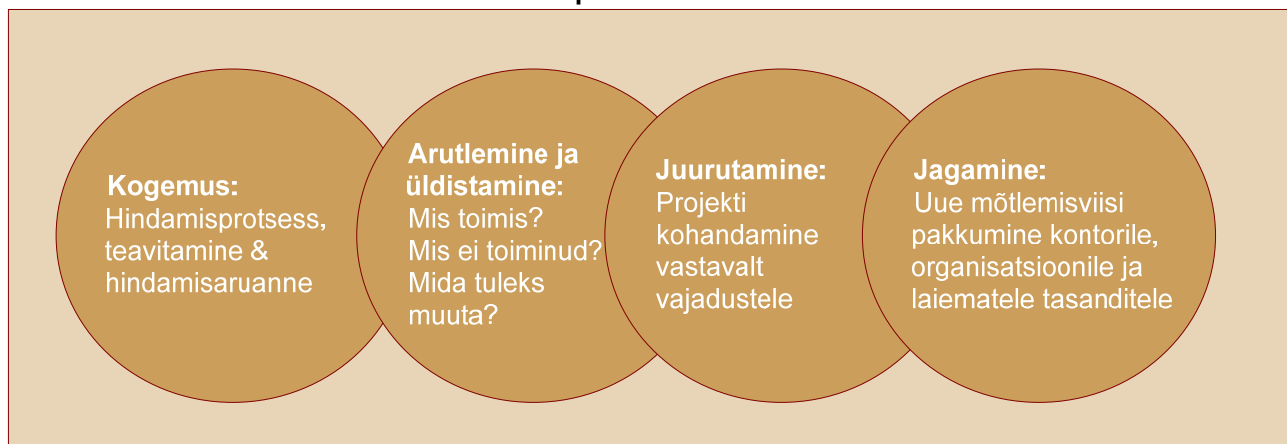 Kogemus:
Hindamisprotsess,
teavitamine &
hindamisaruanne
Arutlemine ja
üldistamine:
Mis toimis?
Mis ei toiminud?
Mida tuleks
muuta?
Juurutamine:
Projekti
kohandamine
vastavalt
vajadustele
Jagamine:
Uue mõtlemisviisi
pakkumine kontorile,
organisatsioonile ja
laiematele tasanditele